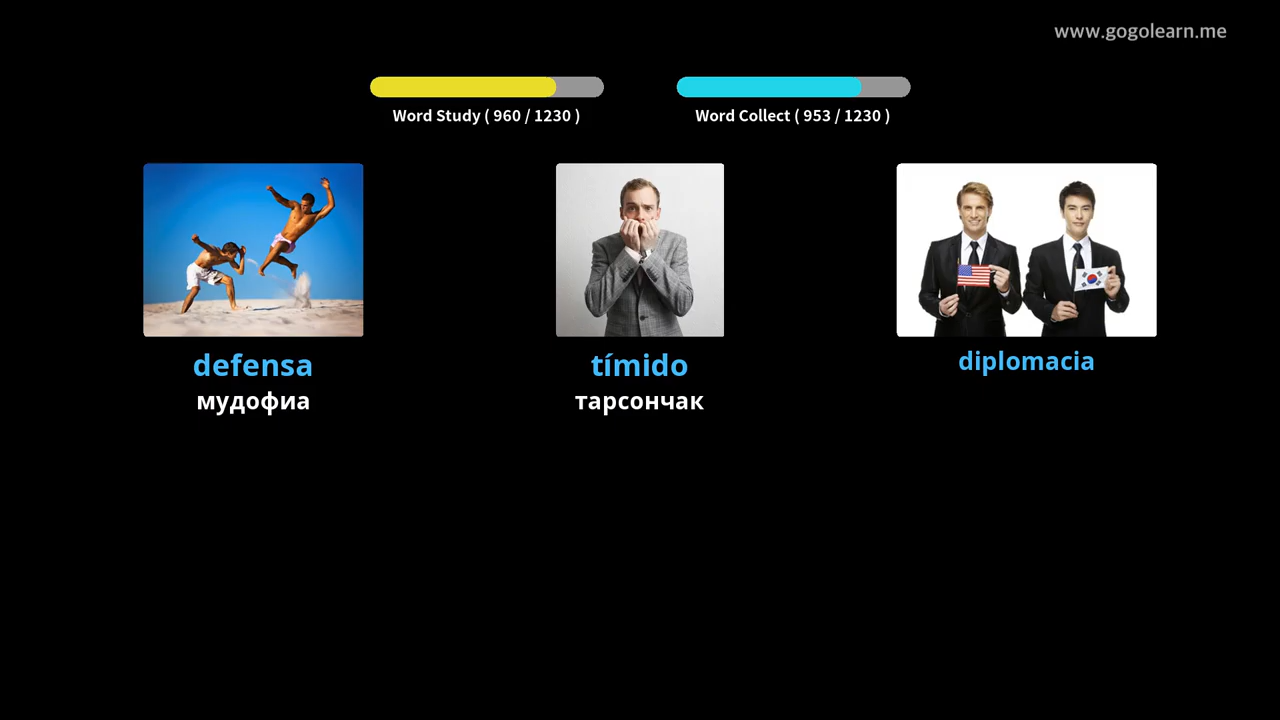 www.gogolearn.me
Word Study ( 960 / 1230 )
Word Collect ( 953 / 1230 )
defensa
мудофиа
tímido
тарсончак
diplomacia